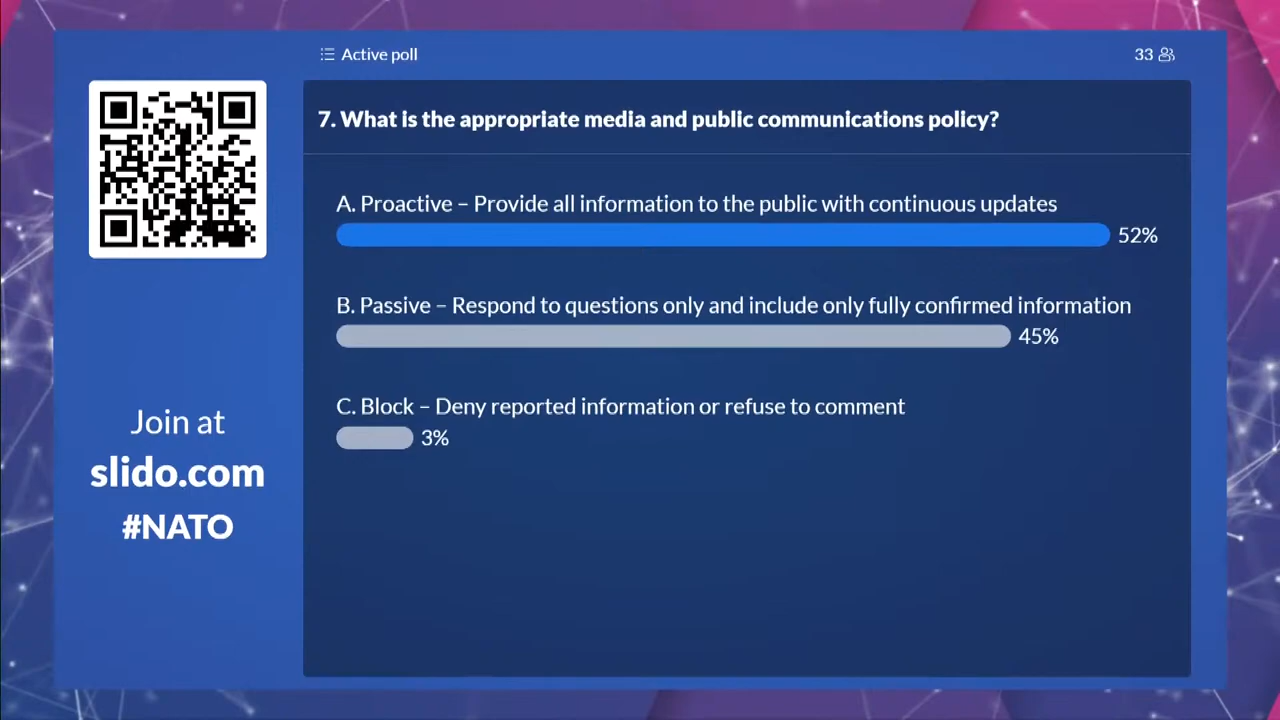 Active poll
33
7. What is the appropriate media and public communications policy?
A. Proactive – Provide all information to the public with continuous updates
52%
B. Passive – Respond to questions only and include only fully confirmed information
45%
C. Block – Deny reported information or refuse to comment
3%
Join at
slido.com
#NATO